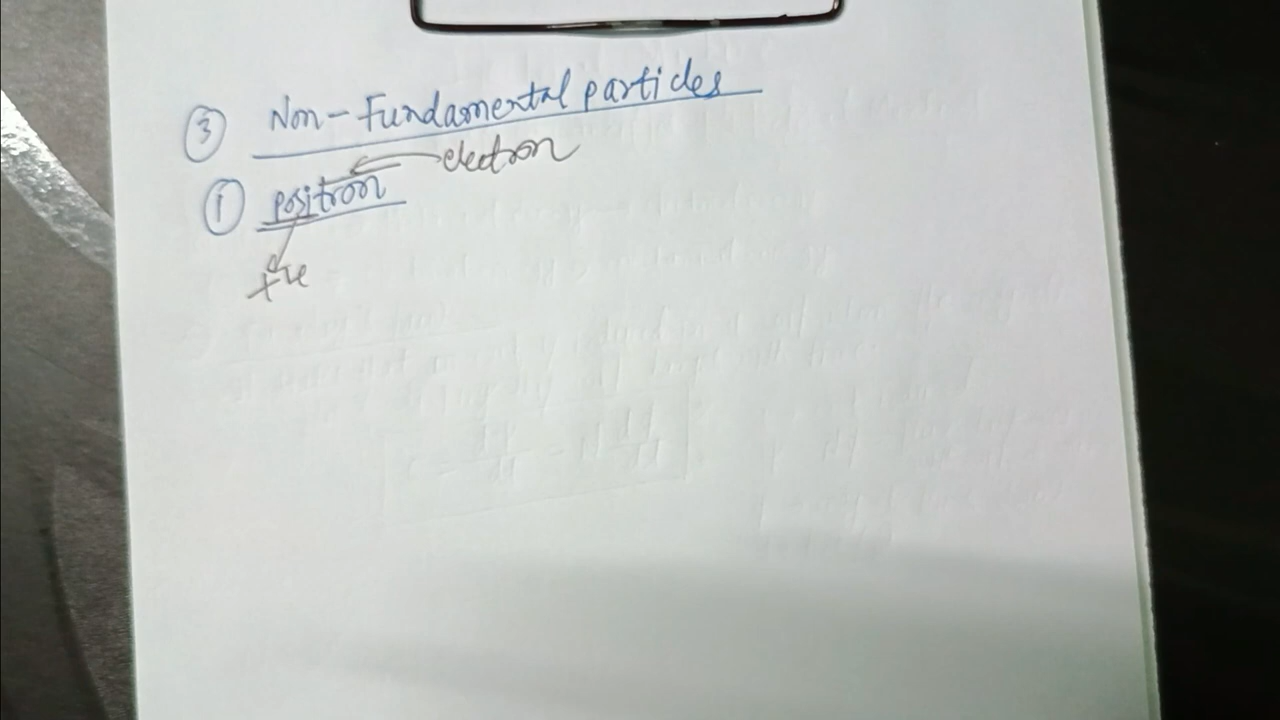 ③ Non-Fundamental particles
electron
① positron
+ve